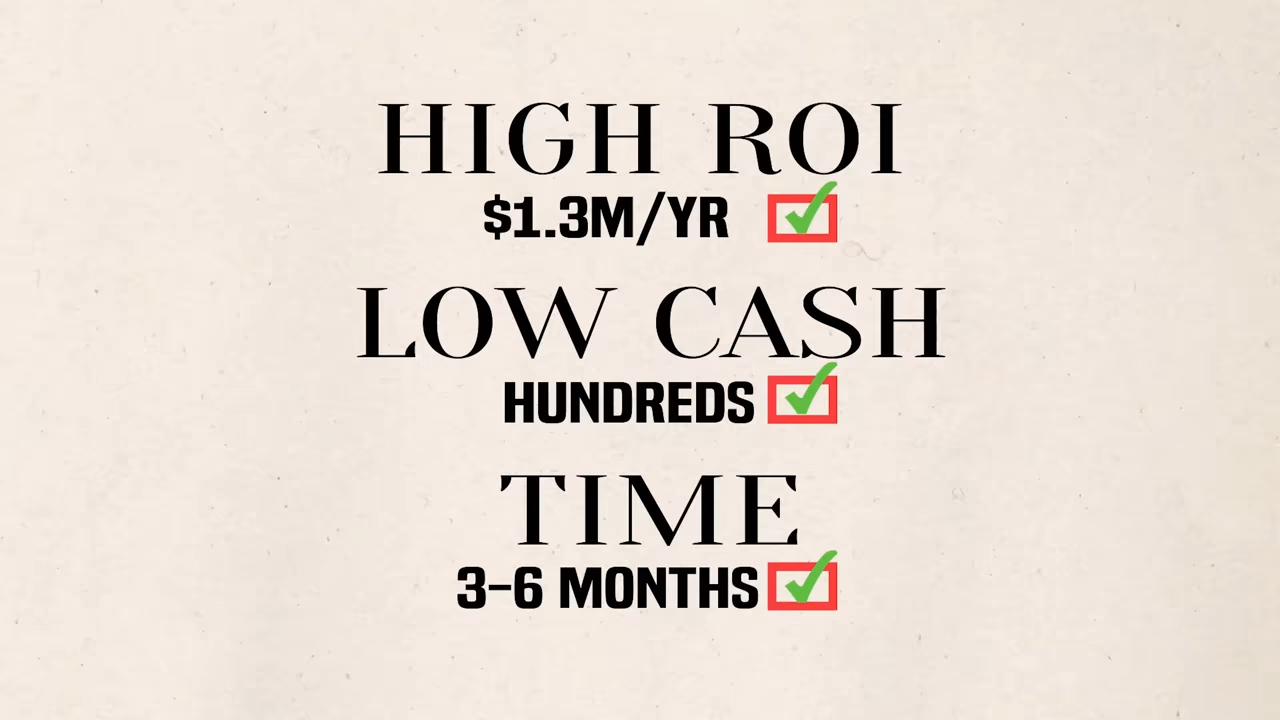 HIGH ROI
$1.3M/YR
LOW CASH
HUNDREDS
TIME
3-6 MONTHS